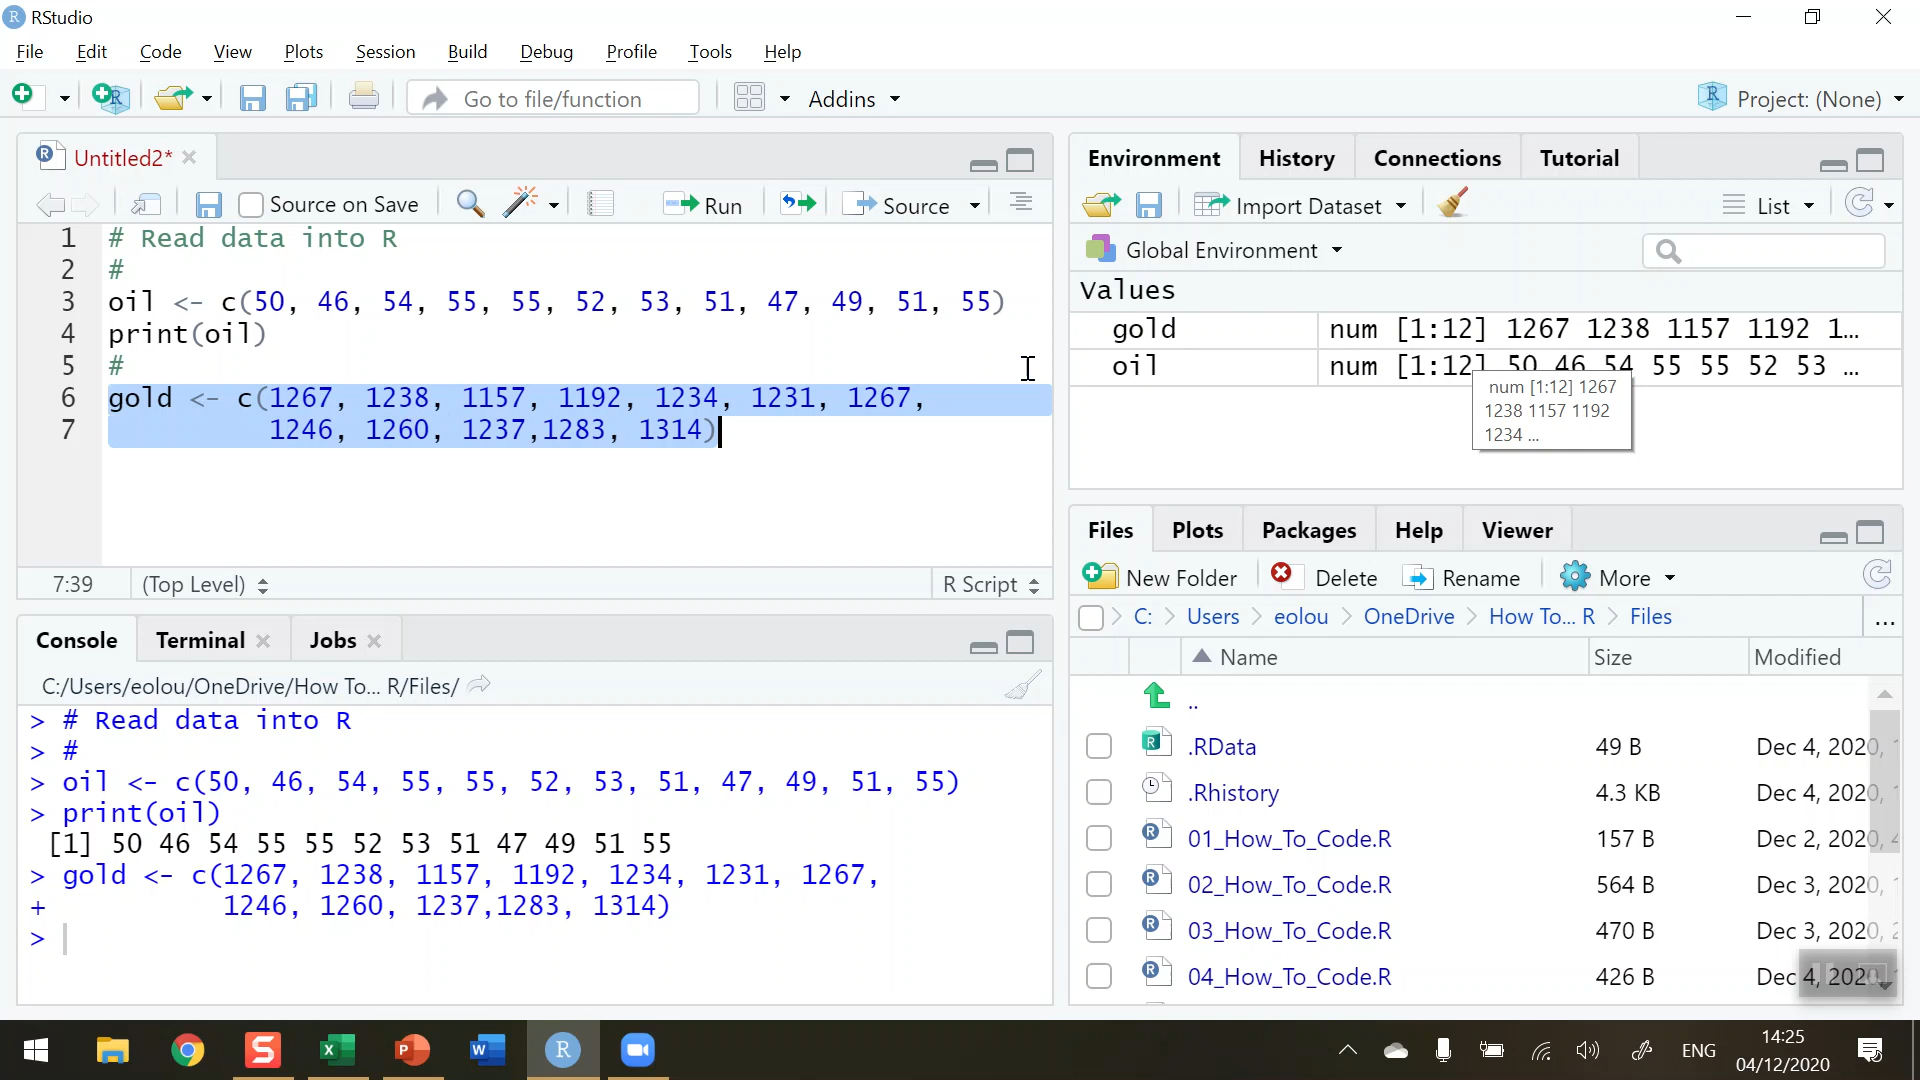 RStudio
File Edit Code View Plots Session Build Debug Profile Tools Help
Go to file/function Addins Project: (None)
Untitled2*
Source on Save Run Source
1 # Read data into R
2 #
3 oil <- c(50, 46, 54, 55, 55, 52, 53, 51, 47, 49, 51, 55)
4 print(oil)
5 #
6 gold <- c(1267, 1238, 1157, 1192, 1234, 1231, 1267,
7 1246, 1260, 1237,1283, 1314)
7:39 (Top Level) R Script
Console Terminal Jobs
C:/Users/eolou/OneDrive/How To... R/Files/
> # Read data into R
> #
> oil <- c(50, 46, 54, 55, 55, 52, 53, 51, 47, 49, 51, 55)
> print(oil)
[1] 50 46 54 55 55 52 53 51 47 49 51 55
> gold <- c(1267, 1238, 1157, 1192, 1234, 1231, 1267,
+ 1246, 1260, 1237,1283, 1314)
>
Environment History Connections Tutorial
Import Dataset List
Global Environment
Values
gold num [1:12] 1267 1238 1157 1192 1...
oil num [1:12] 50 46 54 55 55 52 53 ...
num [1:12] 1267
1238 1157 1192
1234 ...
Files Plots Packages Help Viewer
New Folder Delete Rename More
C: Users eolou OneDrive How To... R Files ...
Name Size Modified
..
.RData 49 B Dec 4, 2020,
.Rhistory 4.3 KB Dec 4, 2020,
01_How_To_Code.R 157 B Dec 2, 2020,
02_How_To_Code.R 564 B Dec 3, 2020,
03_How_To_Code.R 470 B Dec 3, 2020,
04_How_To_Code.R 426 B Dec 4, 2020,
ENG 14:25
04/12/2020